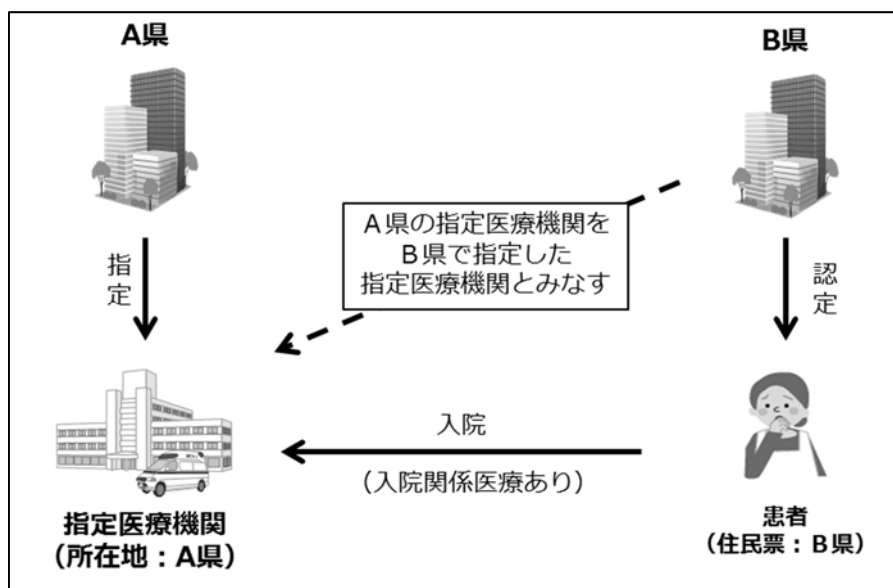 A県
B県
A県の指定医療機関を
B県で指定した
指定医療機関とみなす
指定
認定
入院
(入院関係医療あり)
指定医療機関
(所在地:A県)
患者
(住民票:B県)